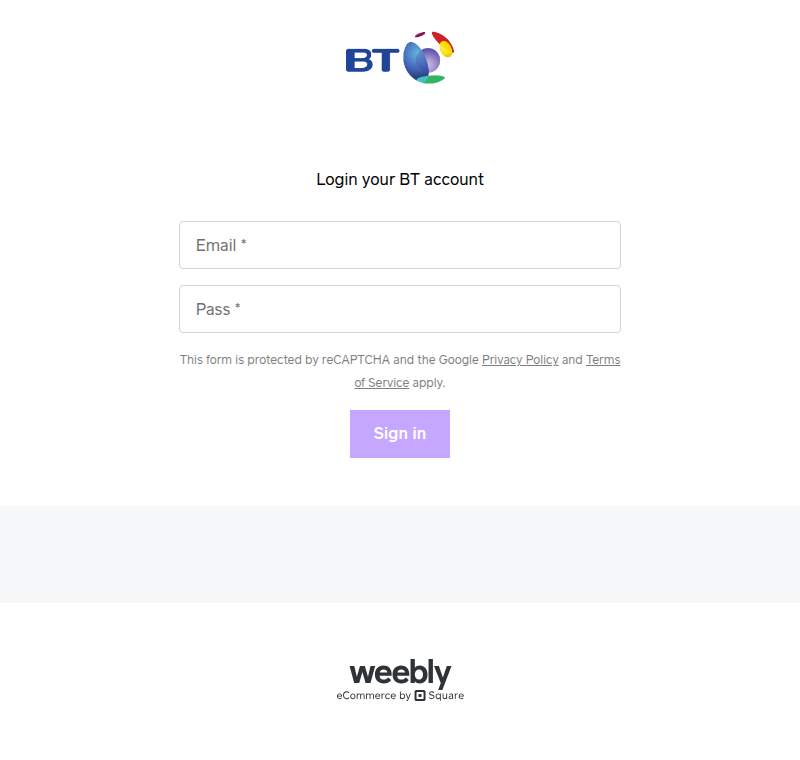 BT
Login your BT account
Email *
Pass *
This form is protected by reCAPTCHA and the Google Privacy Policy and Terms
of Service apply.
Sign in
weebly
eCommerce by Square